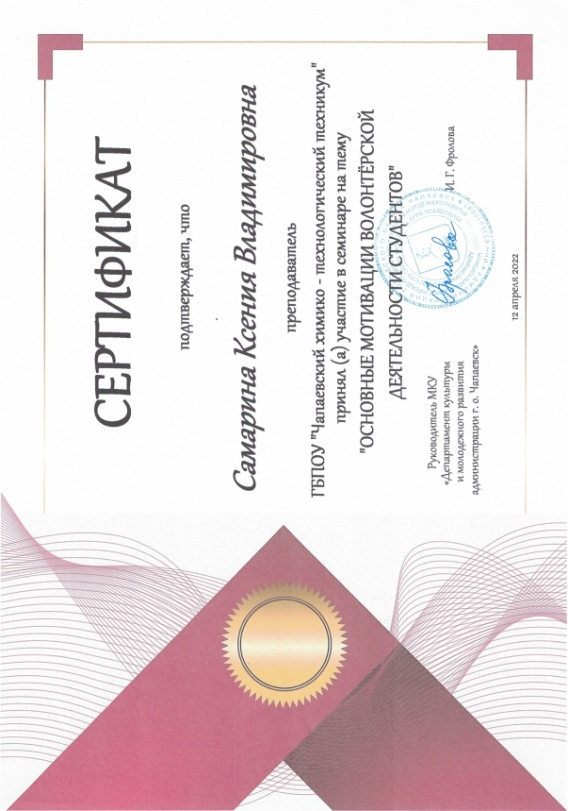 СЕРТИФИКАТ
подтверждает, что
Самарина Ксения Владимировна
преподаватель
ГБПОУ "Чапаевский химико - технологический техникум"
принял (а) участие в семинаре на тему
"ОСНОВНЫЕ МОТИВАЦИИ ВОЛОНТЁРСКОЙ
ДЕЯТЕЛЬНОСТИ СТУДЕНТОВ"
Руководитель МКУ
«Департамент культуры
и молодежного развития
администрации г. о. Чапаевск»
И. Г. Фролова
12 апреля 2022